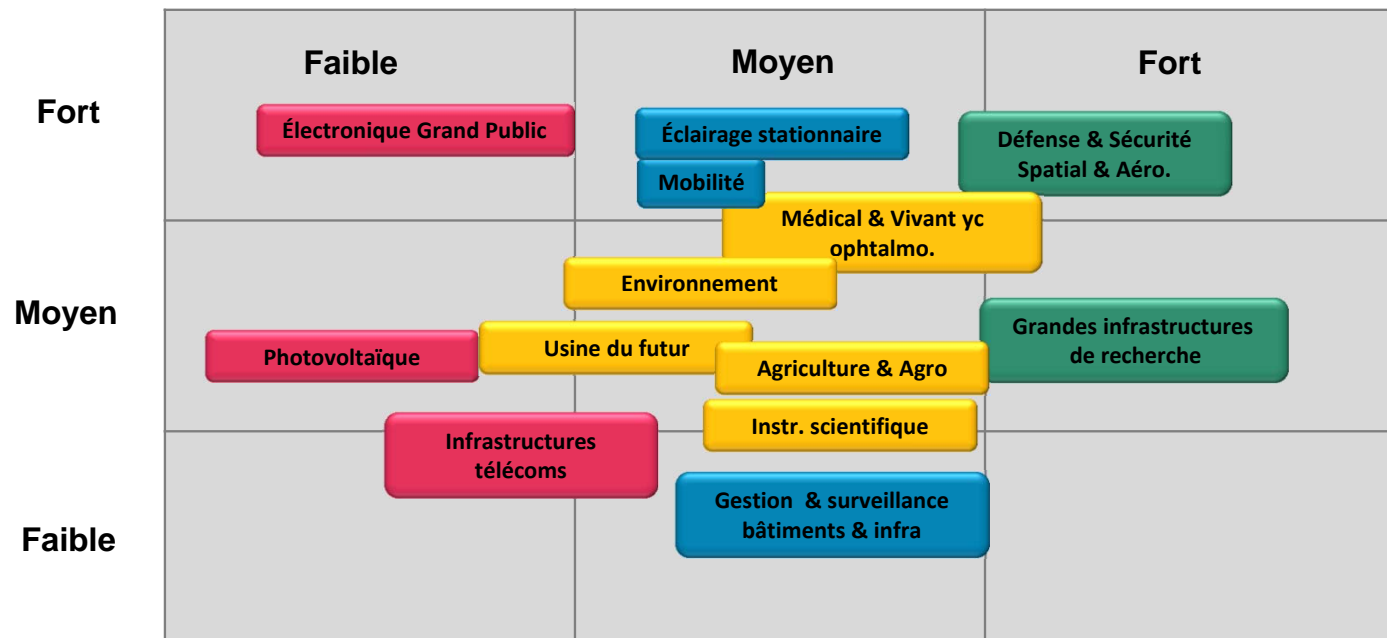 Faible
Moyen
Fort
Fort
Électronique Grand Public
Éclairage stationnaire
Défense & Sécurité
Spatial & Aéro.
Mobilité
Médical & Vivant yc
ophtalmo.
Environnement
Moyen
Photovoltaïque
Usine du futur
Agriculture & Agro
Grandes infrastructures
de recherche
Instr. scientifique
Infrastructures
télécoms
Gestion & surveillance
bâtiments & infra
Faible